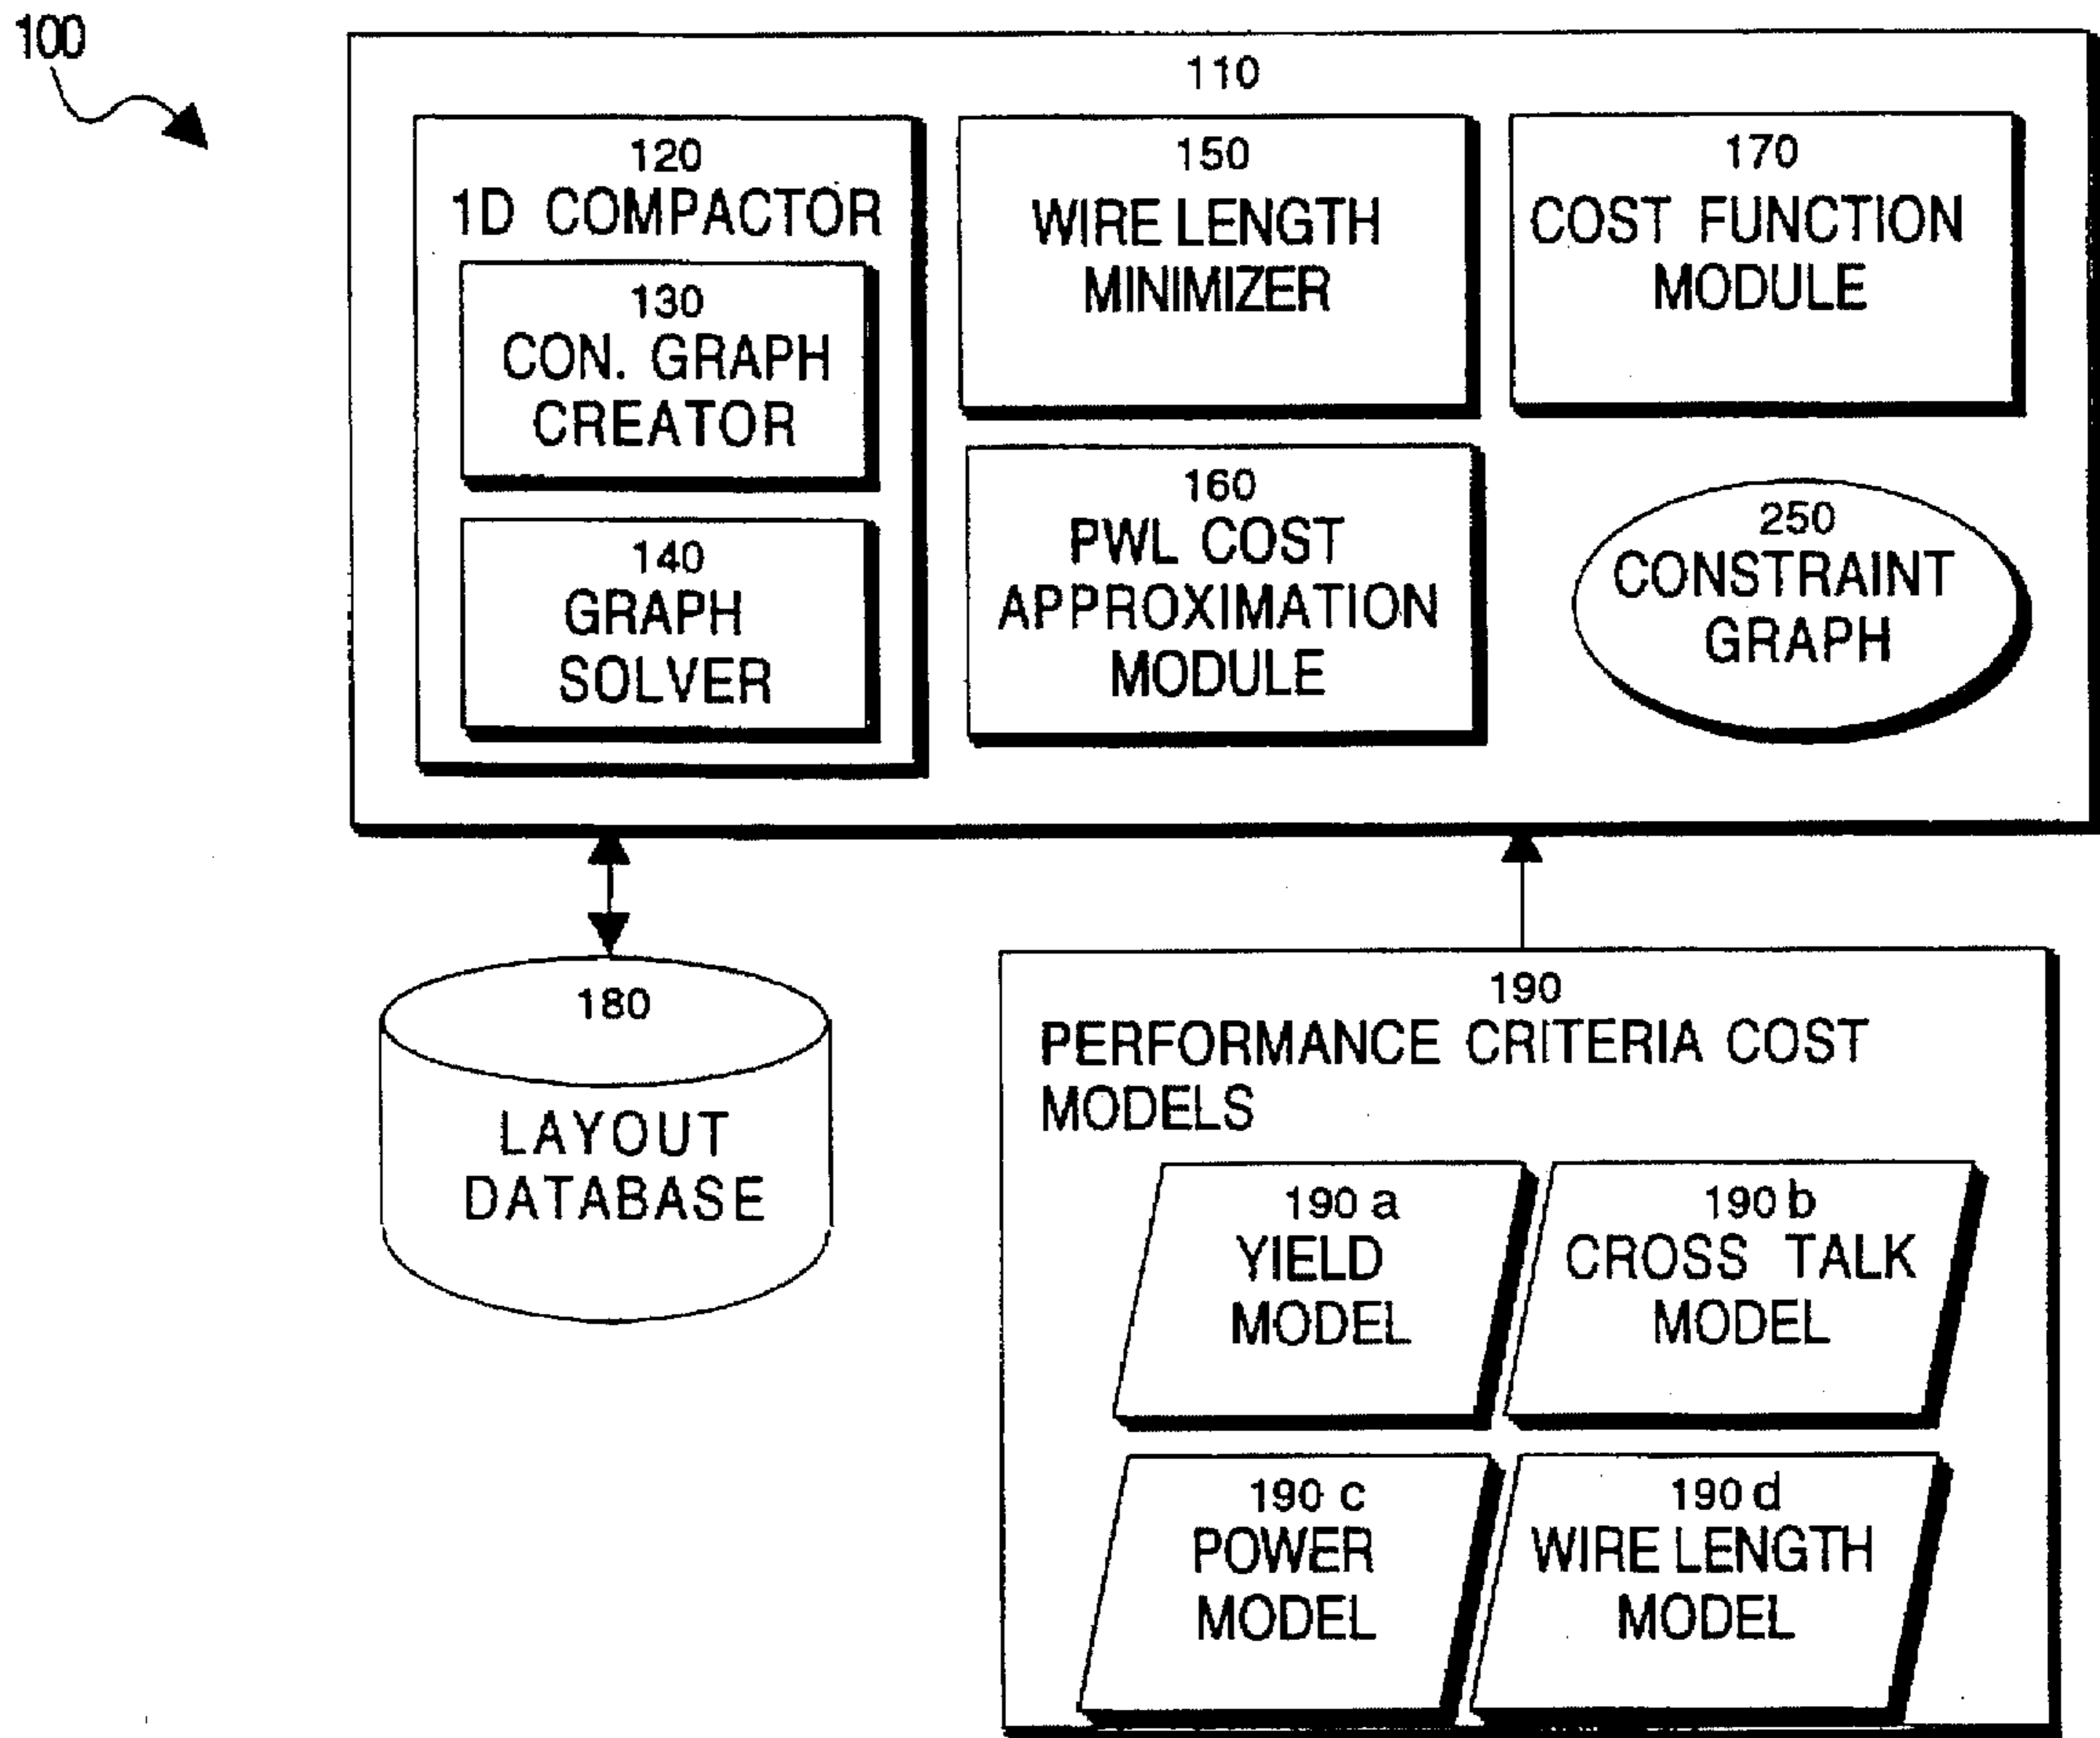 100
110
120
1D COMPACTOR
130
CON. GRAPH
CREATOR
140
GRAPH
SOLVER
150
WIRE LENGTH
MINIMIZER
160
PWL COST
APPROXIMATION
MODULE
170
COST FUNCTION
MODULE
250
CONSTRAINT
GRAPH
180
LAYOUT
DATABASE
190
PERFORMANCE CRITERIA COST
MODELS
190 a
YIELD
MODEL
190 b
CROSS TALK
MODEL
190 c
POWER
MODEL
190 d
WIRE LENGTH
MODEL